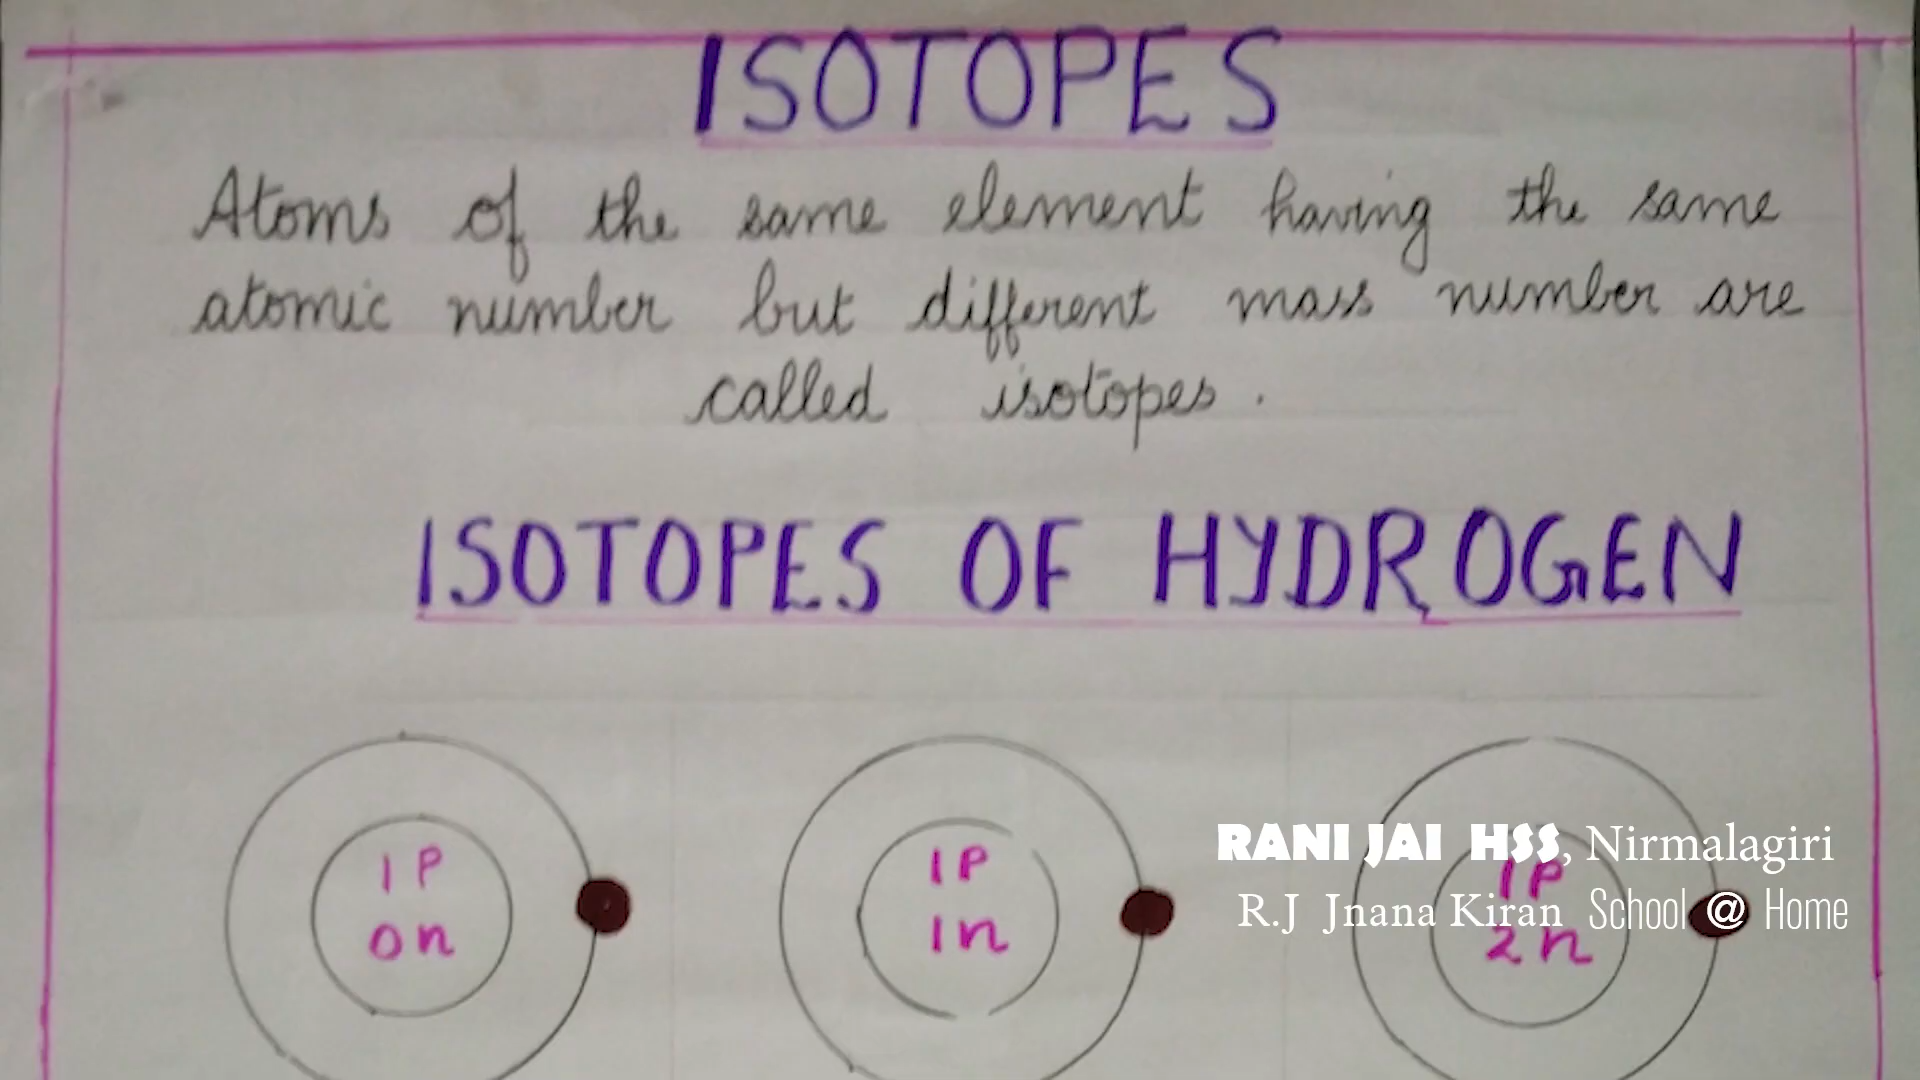 ISOTOPES
Atoms of the same element having the same
atomic number but different mass number are
called isotopes.
ISOTOPES OF HYDROGEN
1P
0n
1P
1n
1P
2n
RANI JAI HSS, Nirmalagiri
R.J Jnana Kiran School @ Home